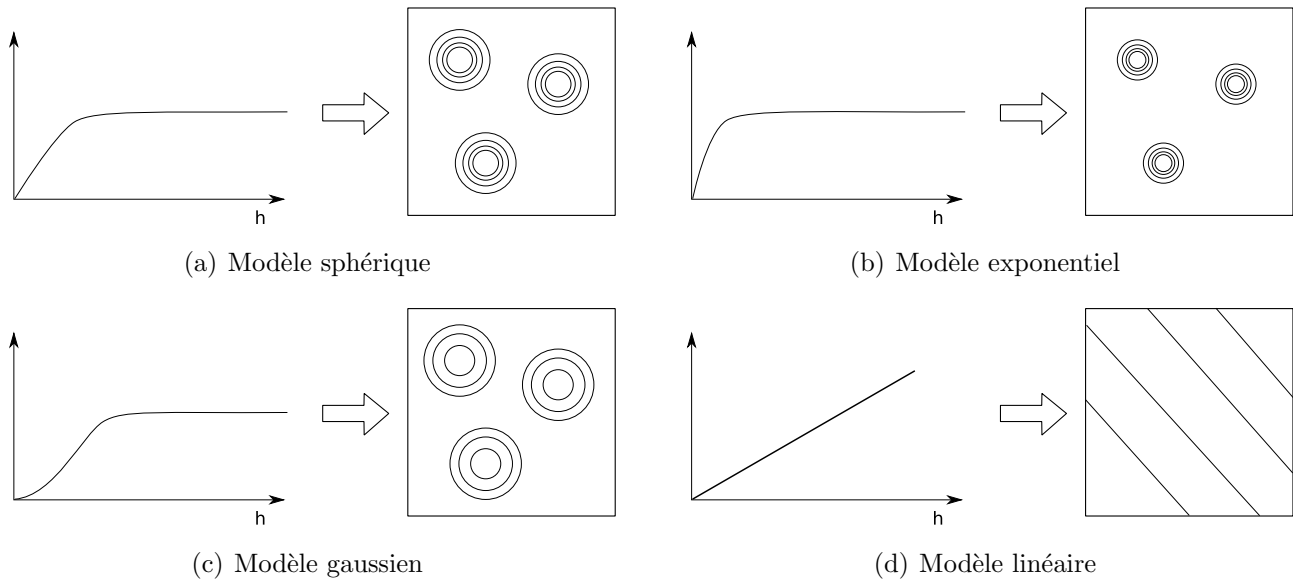 h
h
(a) Modèle sphérique
(b) Modèle exponentiel
h
h
(c) Modèle gaussien
(d) Modèle linéaire